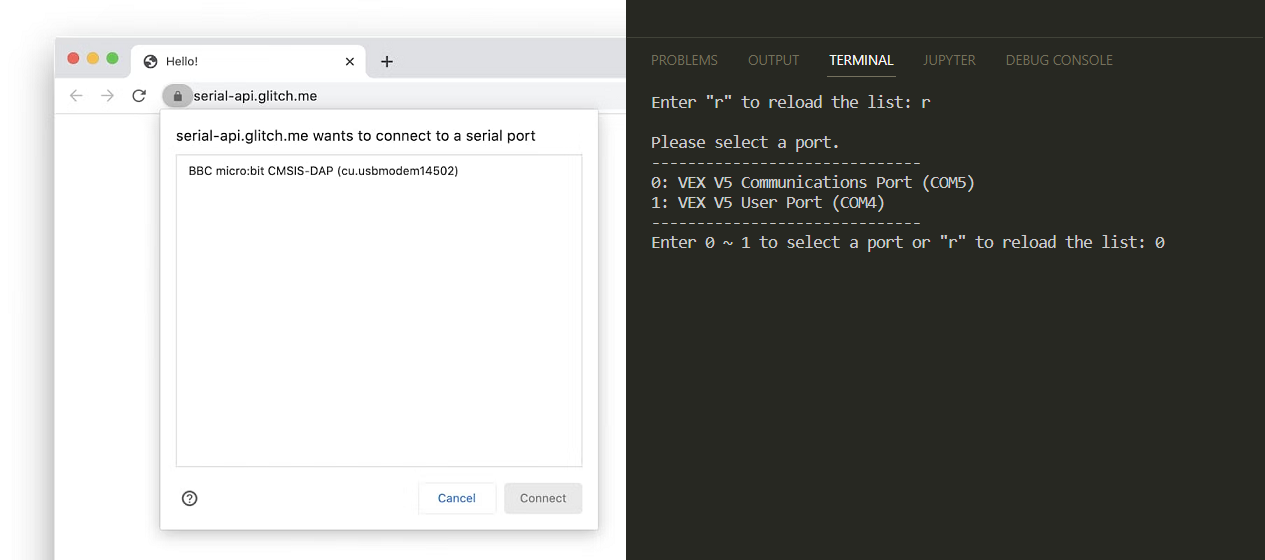 Hello!
serial-api.glitch.me
serial-api.glitch.me wants to connect to a serial port
BBC micro:bit CMSIS-DAP (cu.usbmodem14502)
Cancel
Connect
PROBLEMS OUTPUT TERMINAL JUPYTER DEBUG CONSOLE
Enter "r" to reload the list: r
Please select a port.
------------------------------
0: VEX V5 Communications Port (COM5)
1: VEX V5 User Port (COM4)
------------------------------
Enter 0 ~ 1 to select a port or "r" to reload the list: 0